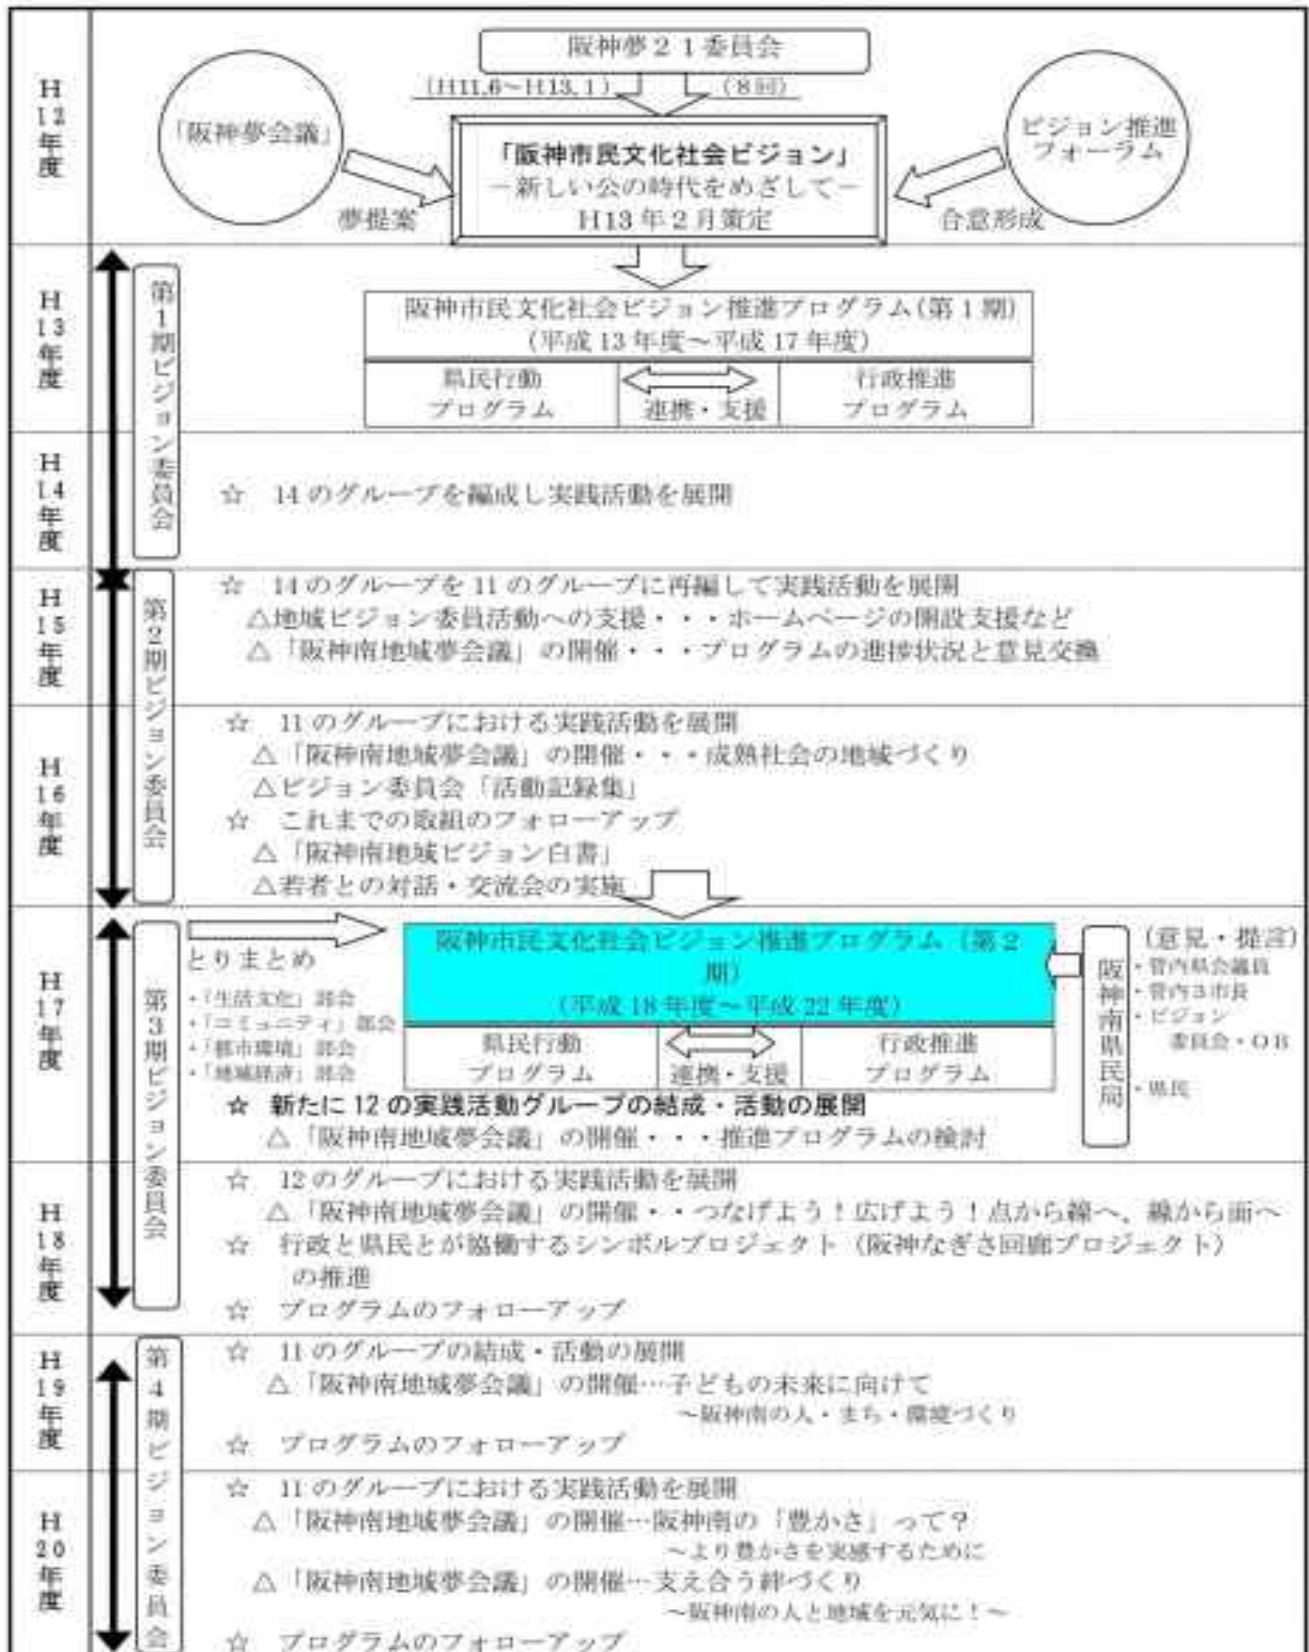 H12年度
阪神夢21委員会
(H11.6～H13.1)
(8回)
「阪神夢会議」
ビジョン推進
フォーラム
「阪神市民文化社会ビジョン」
－新しい公の時代をめざして－
H13年2月策定
夢提案
合意形成
H13年度
第1期ビジョン委員会
阪神市民文化社会ビジョン推進プログラム(第1期)
(平成13年度～平成17年度)
県民行動
プログラム
連携・支援
行政推進
プログラム
H14年度
☆ 14のグループを編成し実践活動を展開
H15年度
第2期ビジョン委員会
☆ 14のグループを11のグループに再編して実践活動を展開
△地域ビジョン委員活動への支援・・・ホームページの開設支援など
△「阪神南地域夢会議」の開催・・・プログラムの進捗状況と意見交換
H16年度
☆ 11のグループにおける実践活動を展開
△「阪神南地域夢会議」の開催・・・成熟社会の地域づくり
△ビジョン委員会「活動記録集」
☆ これまでの取組のフォローアップ
△「阪神南地域ビジョン白書」
△若者との対話・交流会の実施
H17年度
第3期ビジョン委員会
とりまとめ
・「生活文化」部会
・「コミュニティ」部会
・「都市環境」部会
・「地域経済」部会
阪神市民文化社会ビジョン推進プログラム(第2
期)
(平成18年度～平成22年度)
県民行動
プログラム
連携・支援
行政推進
プログラム
阪神南県民局
(意見・提言)
・管内県会議員
・管内3市長
・ビジョン
委員会・OB
・県民
☆ 新たに12の実践活動グループの結成・活動の展開
△「阪神南地域夢会議」の開催・・・推進プログラムの検討
H18年度
☆ 12のグループにおける実践活動を展開
△「阪神南地域夢会議」の開催・・つなげよう！広げよう！点から線へ、線から面へ
☆ 行政と県民とが協働するシンボルプロジェクト(阪神なぎさ回廊プロジェクト)
の推進
☆ プログラムのフォローアップ
H19年度
第4期ビジョン委員会
☆ 11のグループの結成・活動の展開
△「阪神南地域夢会議」の開催…子どもの未来に向けて
～阪神南の人・まち・環境づくり
☆ プログラムのフォローアップ
H20年度
☆ 11のグループにおける実践活動を展開
△「阪神南地域夢会議」の開催…阪神南の「豊かさ」って？
～より豊かさを実感するために
△「阪神南地域夢会議」の開催…支え合う絆づくり
～阪神南の人と地域を元気に！～
☆ プログラムのフォローアップ